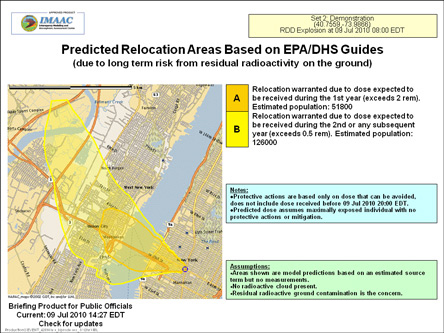 APPROVED PRODUCT
IMAAC
Set 2: Demonstration
(40.7559,-73.9866)
RDD Explosion at 09 Jul 2010 08:00 EDT
Predicted Relocation Areas Based on EPA/DHS Guides
(due to long term risk from residual radioactivity on the ground)
A
Relocation warranted due to dose expected to
be received during the 1st year (exceeds 2 rem).
Estimated population: 51800
B
Relocation warranted due to dose expected to
be received during the 2nd or any subsequent
year (exceeds 0.5 rem). Estimated population:
126000
West New York
New York
Manhattan
Notes:
•Protective actions are based only on dose that can be avoided,
does not include dose received before 09 Jul 2010 20:00 EDT.
•Predicted dose assumes maximally exposed individual with no
protective actions or mitigation.
Assumptions:
•Areas shown are model predictions based on an estimated source
term but no measurements.
•No radioactive cloud present.
•Residual radioactive ground contamination is the concern.
Briefing Product for Public Officials
Current: 09 Jul 2010 14:27 EDT
Check for updates